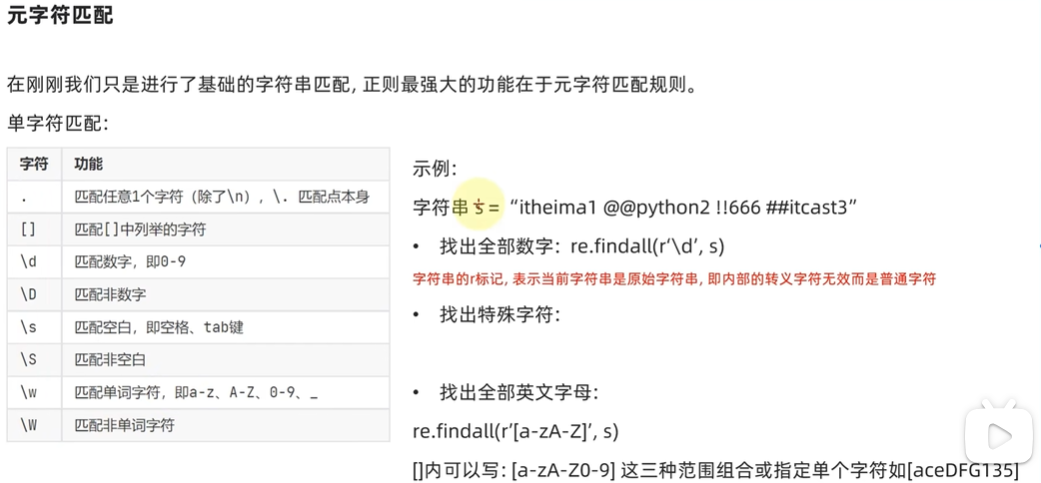 元字符匹配
在刚刚我们只是进行了基础的字符串匹配, 正则最强大的功能在于元字符匹配规则。
单字符匹配:
字符 功能
. 匹配任意1个字符（除了\n）, \. 匹配点本身
[] 匹配[]中列举的字符
\d 匹配数字，即0-9
\D 匹配非数字
\s 匹配空白，即空格、tab键
\S 匹配非空白
\w 匹配单词字符，即a-z、A-Z、0-9、_
\W 匹配非单词字符
示例:
字符串 s = “itheima1 @@python2 !!666 ##itcast3”
• 找出全部数字: re.findall(r‘\d’, s)
字符串的r标记, 表示当前字符串是原始字符串, 即内部的转义字符无效而是普通字符
• 找出特殊字符:
• 找出全部英文字母:
re.findall(r’[a-zA-Z]’, s)
[]内可以写: [a-zA-Z0-9] 这三种范围组合或指定单个字符如[aceDFG135]